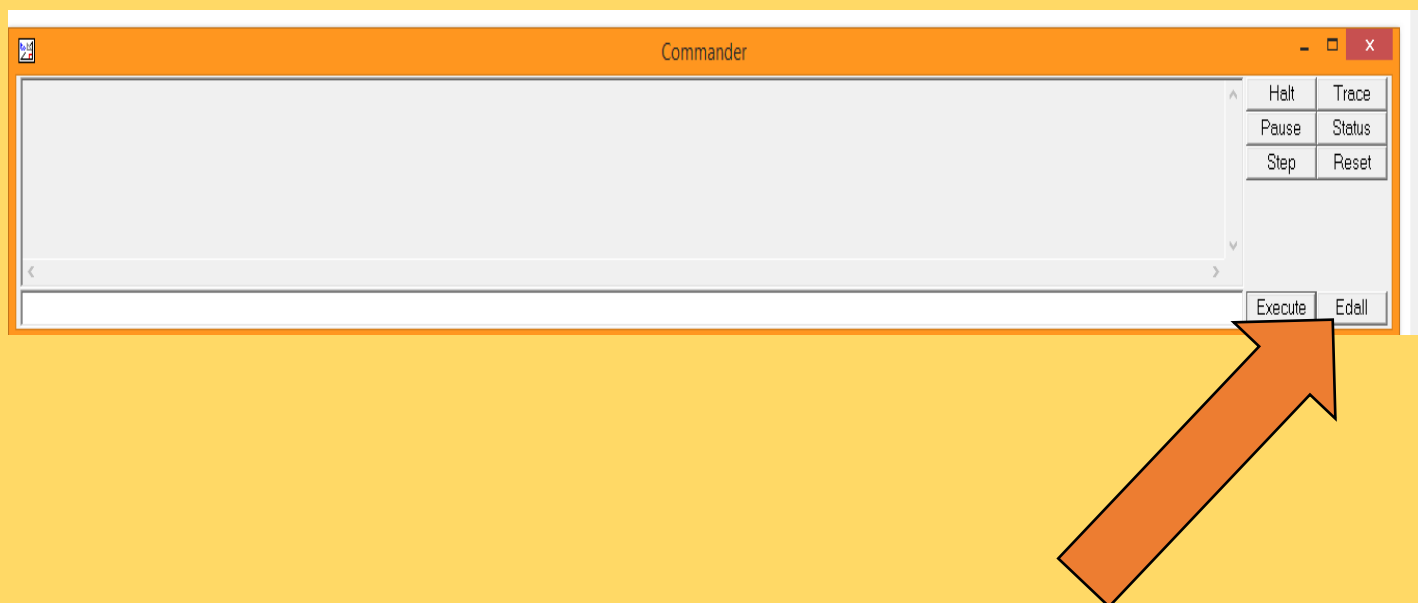 Commander
Halt Trace
Pause Status
Step Reset
Execute Edall